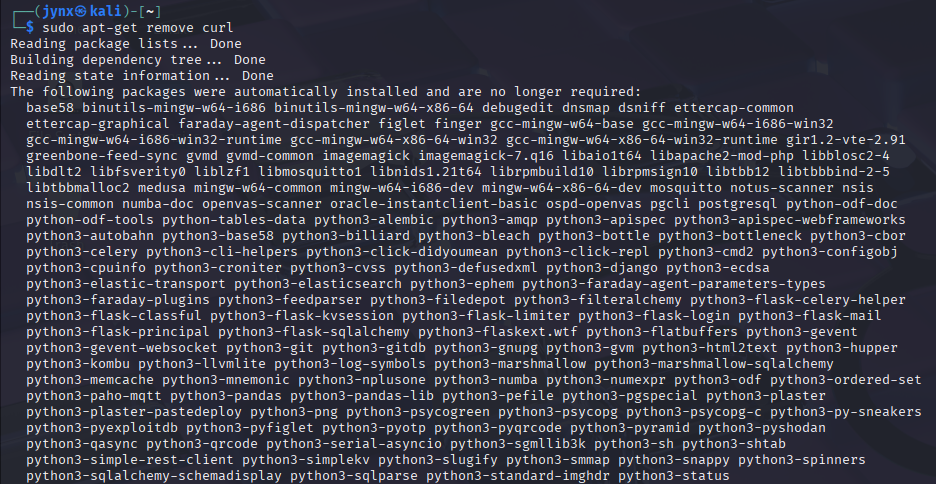 ┌──(jynx㉿kali)-[~]
└─$ sudo apt-get remove curl
Reading package lists... Done
Building dependency tree... Done
Reading state information... Done
The following packages were automatically installed and are no longer required:
base58 binutils-mingw-w64-i686 binutils-mingw-w64-x86-64 debugedit dnsmap dsniff ettercap-common
ettercap-graphical faraday-agent-dispatcher figlet finger gcc-mingw-w64-base gcc-mingw-w64-i686-win32
gcc-mingw-w64-i686-win32-runtime gcc-mingw-w64-x86-64-win32 gcc-mingw-w64-x86-64-win32-runtime gir1.2-vte-2.91
greenbone-feed-sync gvmd gvmd-common imagemagick imagemagick-7.q16 libaio1t64 libapache2-mod-php libblosc2-4
libdlt2 libfsverity0 liblzf1 libmosquitto1 libnids1.21t64 librpmbuild10 librpmsign10 libtbb12 libtbbbind-2-5
libtbbmalloc2 medusa mingw-w64-common mingw-w64-i686-dev mingw-w64-x86-64-dev mosquitto notus-scanner nsis
nsis-common numba-doc openvas-scanner oracle-instantclient-basic ospd-openvas pgcli postgresql python-odf-doc
python-odf-tools python-tables-data python3-alembic python3-amqp python3-apispec python3-apispec-webframeworks
python3-autobahn python3-base58 python3-billiard python3-bleach python3-bottle python3-bottleneck python3-cbor
python3-celery python3-cli-helpers python3-click-didyoumean python3-click-repl python3-cmd2 python3-configobj
python3-cpuinfo python3-croniter python3-cvss python3-defusedxml python3-django python3-ecdsa
python3-elastic-transport python3-elasticsearch python3-ephem python3-faraday-agent-parameters-types
python3-faraday-plugins python3-feedparser python3-filedepot python3-filteralchemy python3-flask-celery-helper
python3-flask-classful python3-flask-kvsession python3-flask-limiter python3-flask-login python3-flask-mail
python3-flask-principal python3-flask-sqlalchemy python3-flaskext.wtf python3-flatbuffers python3-gevent
python3-gevent-websocket python3-git python3-gitdb python3-gnupg python3-gvm python3-html2text python3-hupper
python3-kombu python3-llvmlite python3-log-symbols python3-marshmallow python3-marshmallow-sqlalchemy
python3-memcache python3-mnemonic python3-nplusone python3-numba python3-numexpr python3-odf python3-ordered-set
python3-paho-mqtt python3-pandas python3-pandas-lib python3-pefile python3-pgspecial python3-plaster
python3-plaster-pastedeploy python3-png python3-psycogreen python3-psycopg python3-psycopg-c python3-py-sneakers
python3-pyexploitdb python3-pyfiglet python3-pyotp python3-pyqrcode python3-pyramid python3-pyshodan
python3-qasync python3-qrcode python3-serial-asyncio python3-sgmllib3k python3-sh python3-shtab
python3-simple-rest-client python3-simplekv python3-slugify python3-smmap python3-snappy python3-spinners
python3-sqlalchemy-schemadisplay python3-sqlparse python3-standard-imghdr python3-status